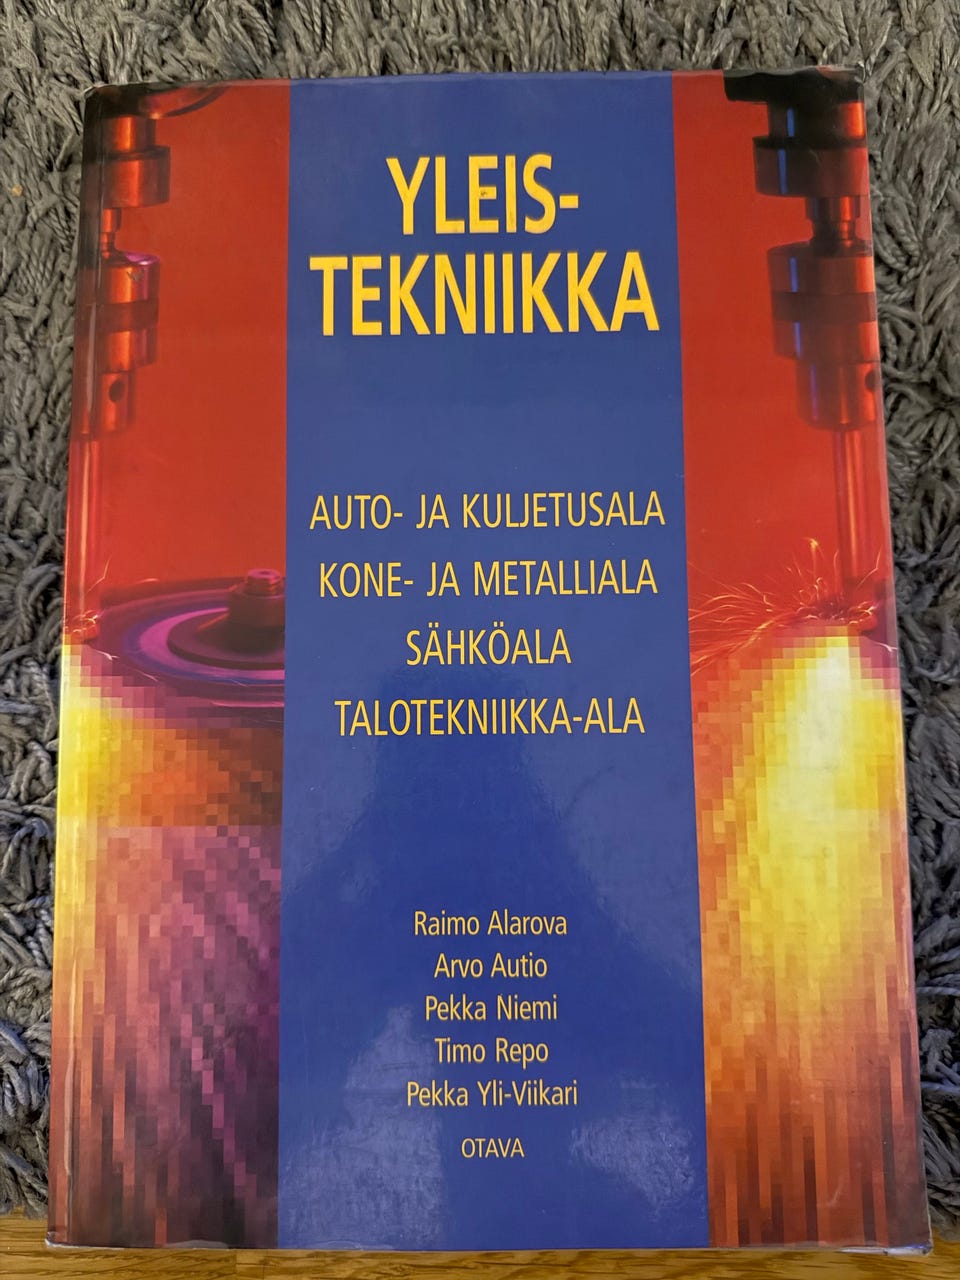 YLEIS-
TEKNIIKKA
AUTO- JA KULJETUSALA
KONE- JA METALLIALA
SÄHKÖALA
TALOTEKNIIKKA-ALA
Raimo Alarova
Arvo Autio
Pekka Niemi
Timo Repo
Pekka Yli-Viikari
OTAVA